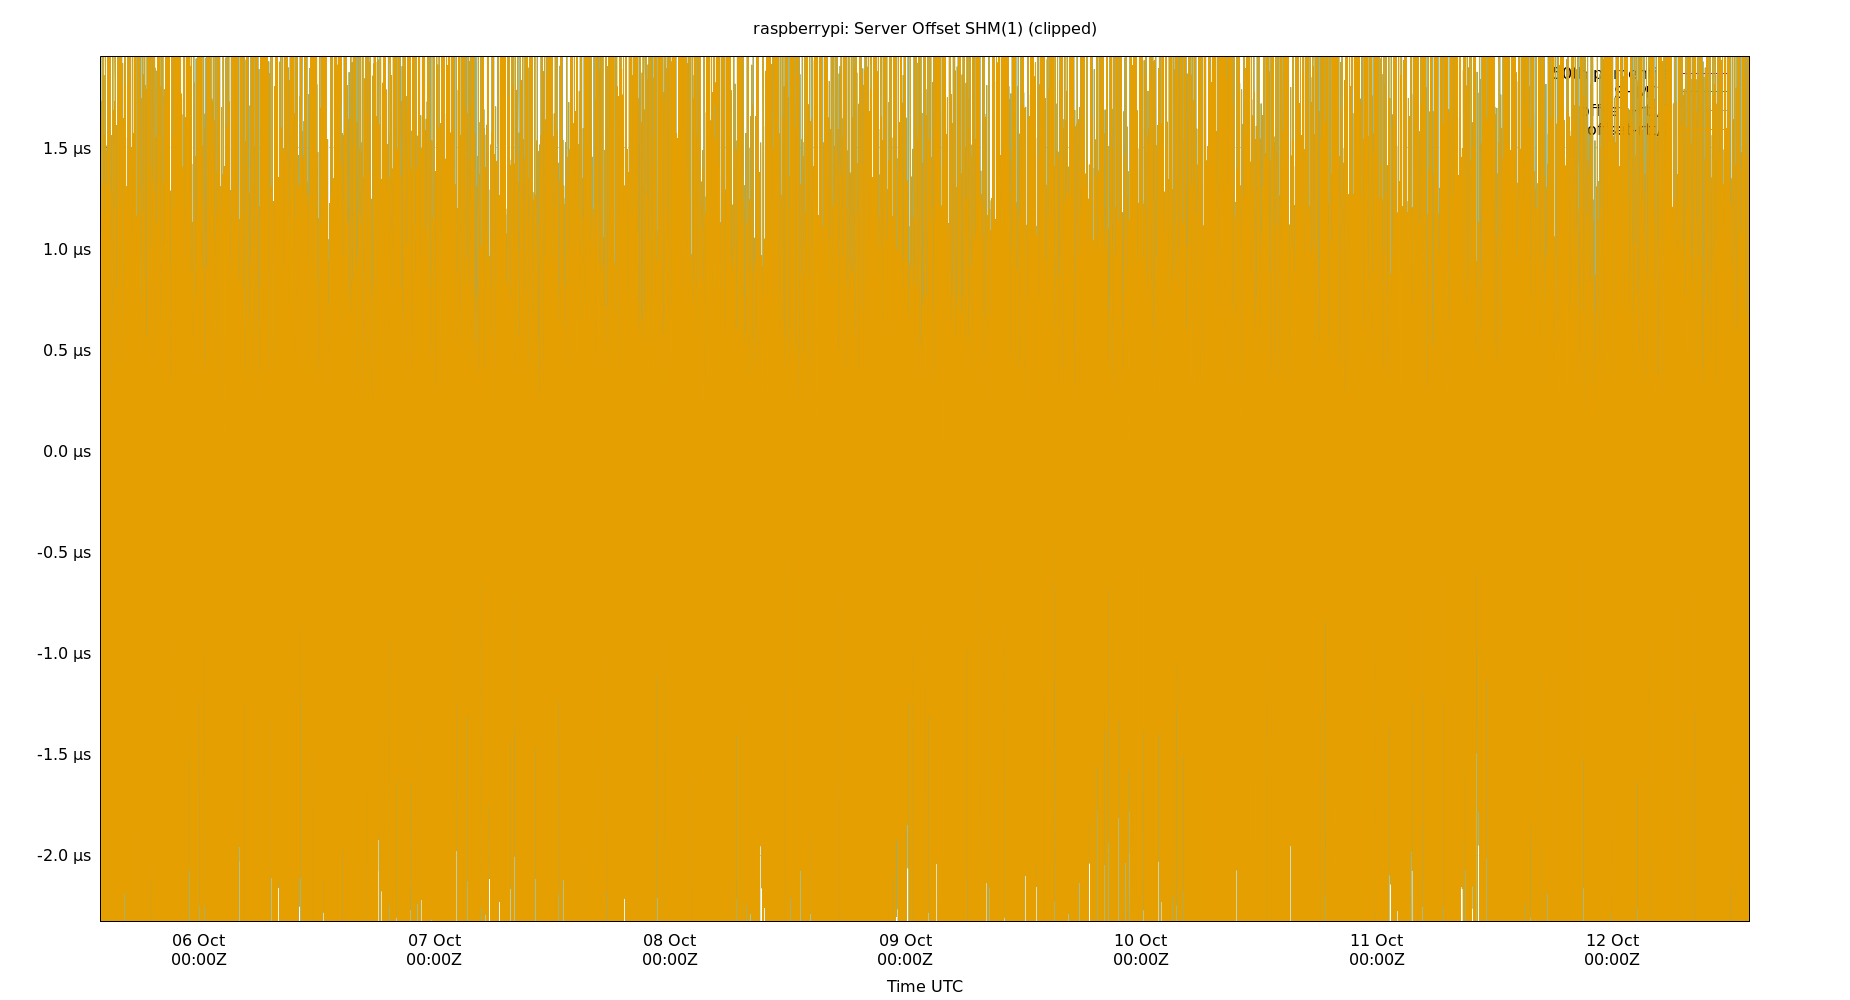 raspberrypi: Server Offset SHM(1) (clipped)
1.5 µs
1.0 µs
0.5 µs
0.0 µs
-0.5 µs
-1.0 µs
-1.5 µs
-2.0 µs
06 Oct 07 Oct 08 Oct 09 Oct 10 Oct 11 Oct 12 Oct
00:00Z 00:00Z 00:00Z 00:00Z 00:00Z 00:00Z 00:00Z
Time UTC